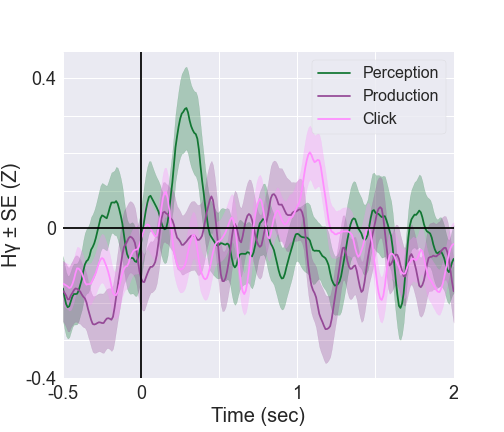 Perception
Production
Click
0.4
0
-0.4
Hγ ± SE (Z)
-0.5
0
1
2
Time (sec)